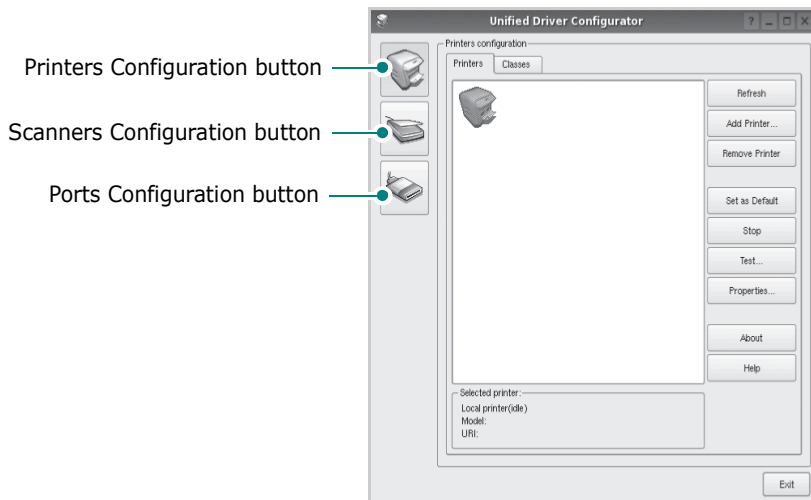 Unified Driver Configurator
Printers Configuration button
Scanners Configuration button
Ports Configuration button
Printers configuration
Printers
Classes
Refresh
Add Printer...
Remove Printer
Set as Default
Stop
Test...
Properties...
About
Help
Selected printer:
Local printer(idle)
Model:
URI:
Exit